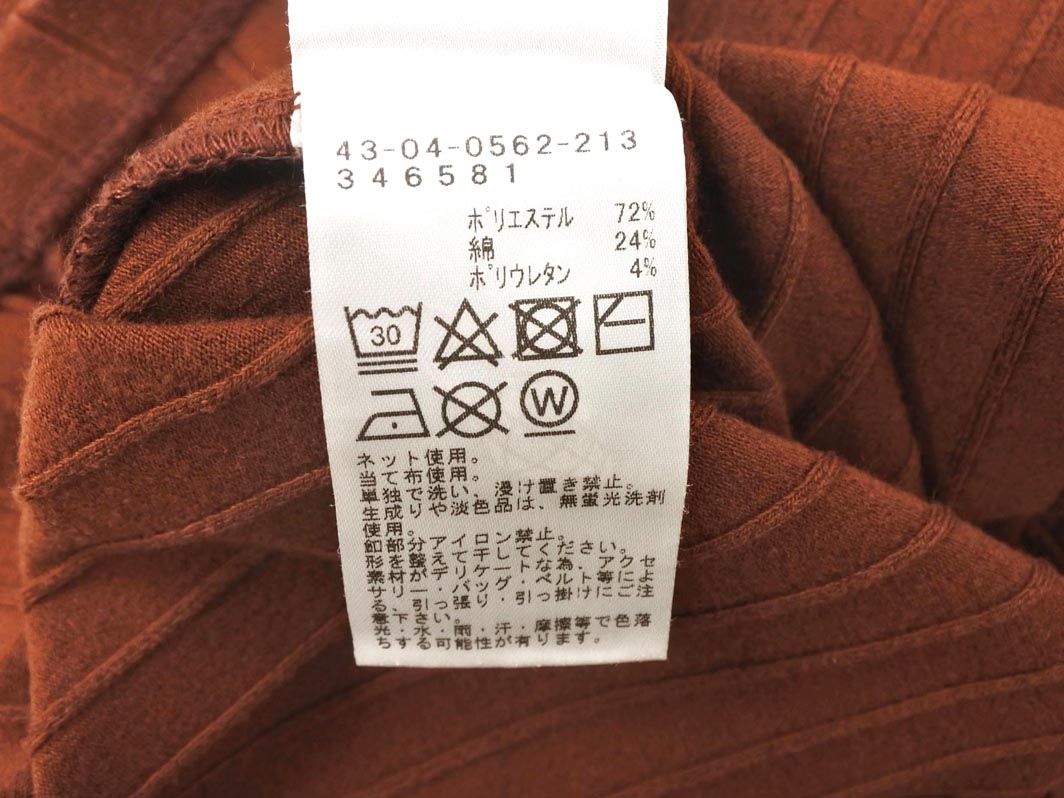 43-04-0562-213
346581
ポリエステル 72%
綿 24%
ポリウレタン 4%
30
W
ネット使用。
当て布使用。
単独で洗い、浸け置き禁止。
生成りや淡色品は、無蛍光洗剤
使用。
釦部分アイロン禁止。
形を整えて干してください。
素材がデリケートな為、アクセ
サリー・バッグ・ベルト等によ
る、引っ張り・引っ掛けにご注
意下さい。
光・水・雨・汗・摩擦等で色落
ちする可能性が有ります。